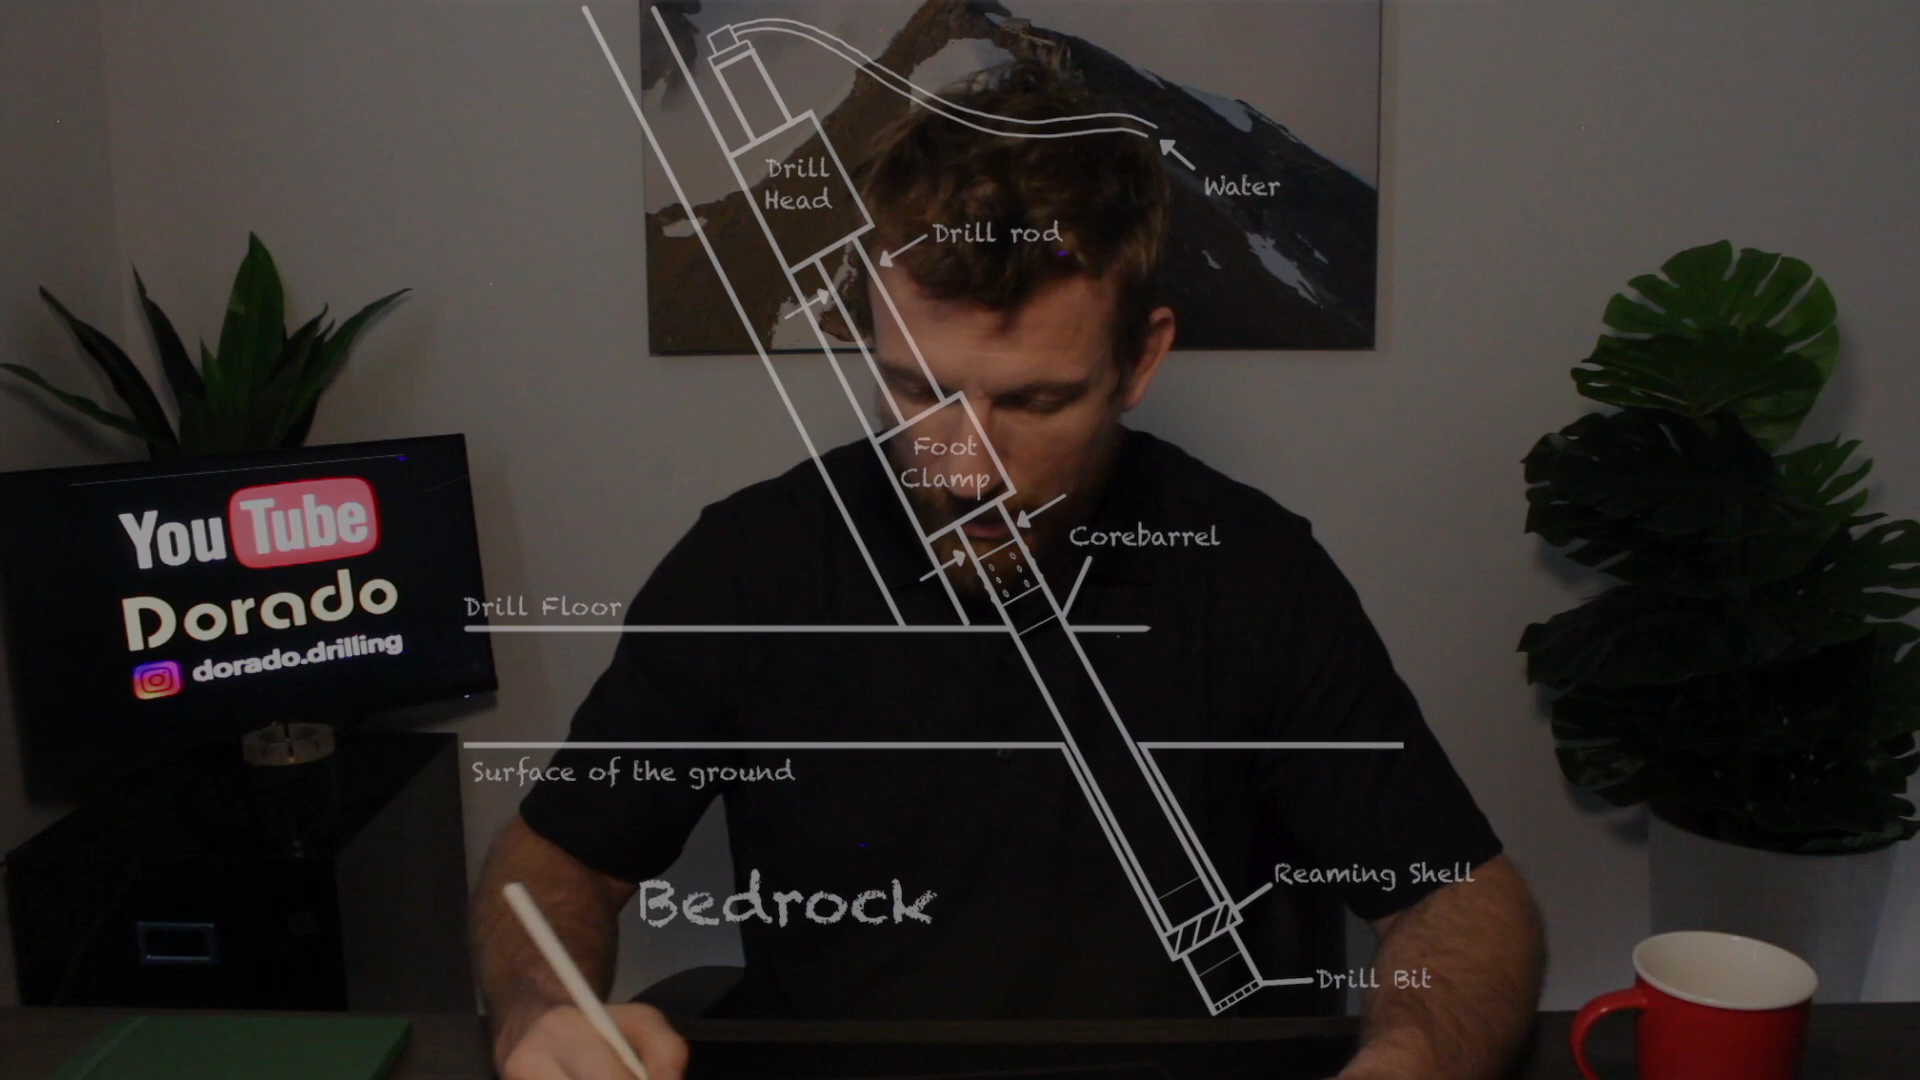 Drill
Head
Water
Drill rod
Foot
Clamp
Corebarrel
YouTube
Dorado
dorado.drilling
Drill Floor
Surface of the ground
Bedrock
Reaming Shell
Drill Bit